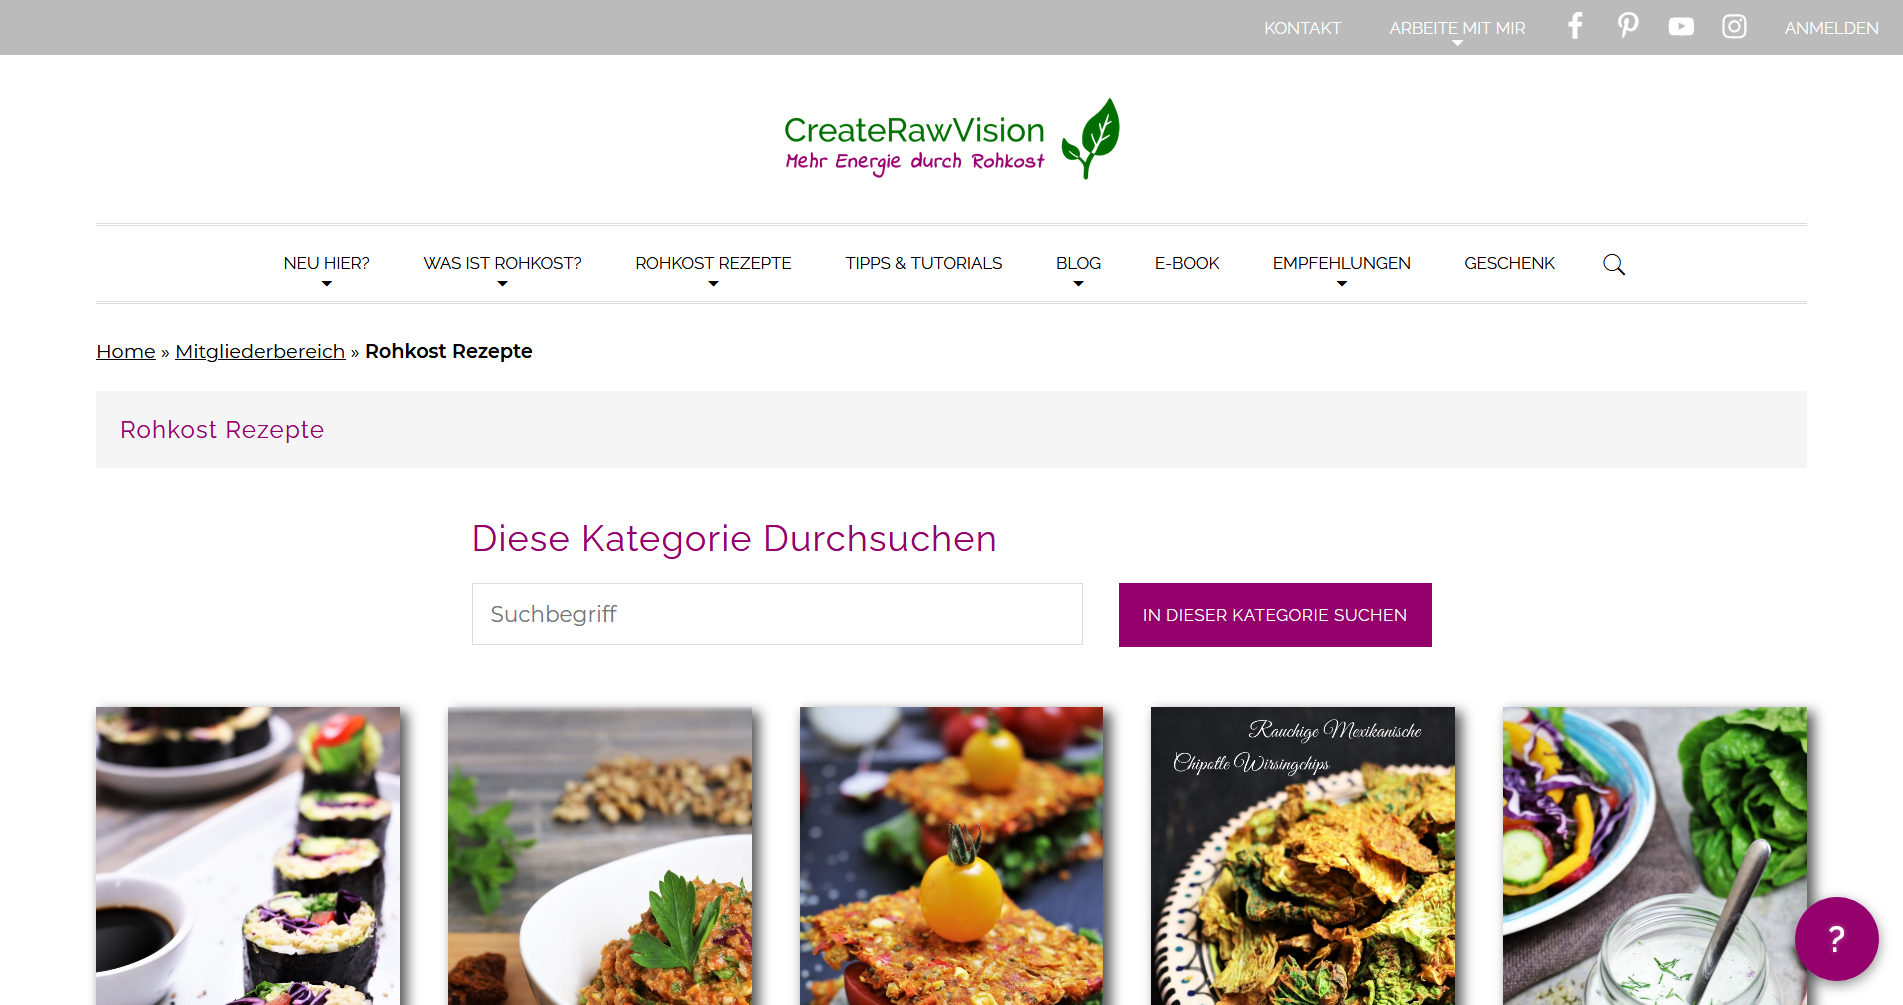 KONTAKT ARBEITE MIT MIR ANMELDEN
CreateRawVision
Mehr Energie durch Rohkost
NEU HIER? WAS IST ROHKOST? ROHKOST REZEPTE TIPPS & TUTORIALS BLOG E-BOOK EMPFEHLUNGEN GESCHENK
Home » Mitgliederbereich » Rohkost Rezepte
Rohkost Rezepte
Diese Kategorie Durchsuchen
Suchbegriff
IN DIESER KATEGORIE SUCHEN
Rauchige Mexikanische
Chipotle Wirsingchips
?